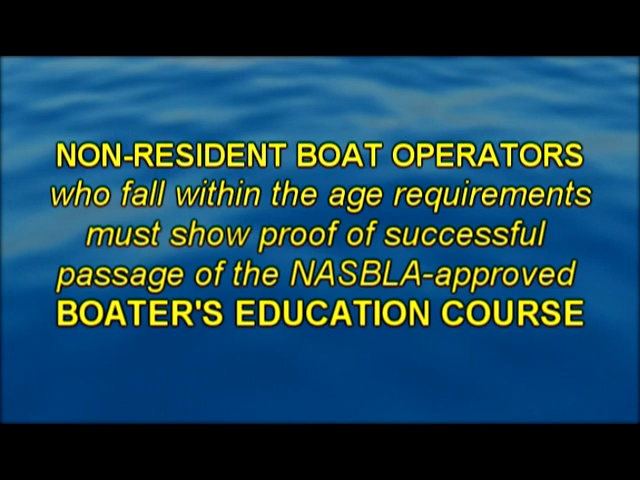 NON-RESIDENT BOAT OPERATORS
who fall within the age requirements
must show proof of successful
passage of the NASBLA-approved
BOATER'S EDUCATION COURSE